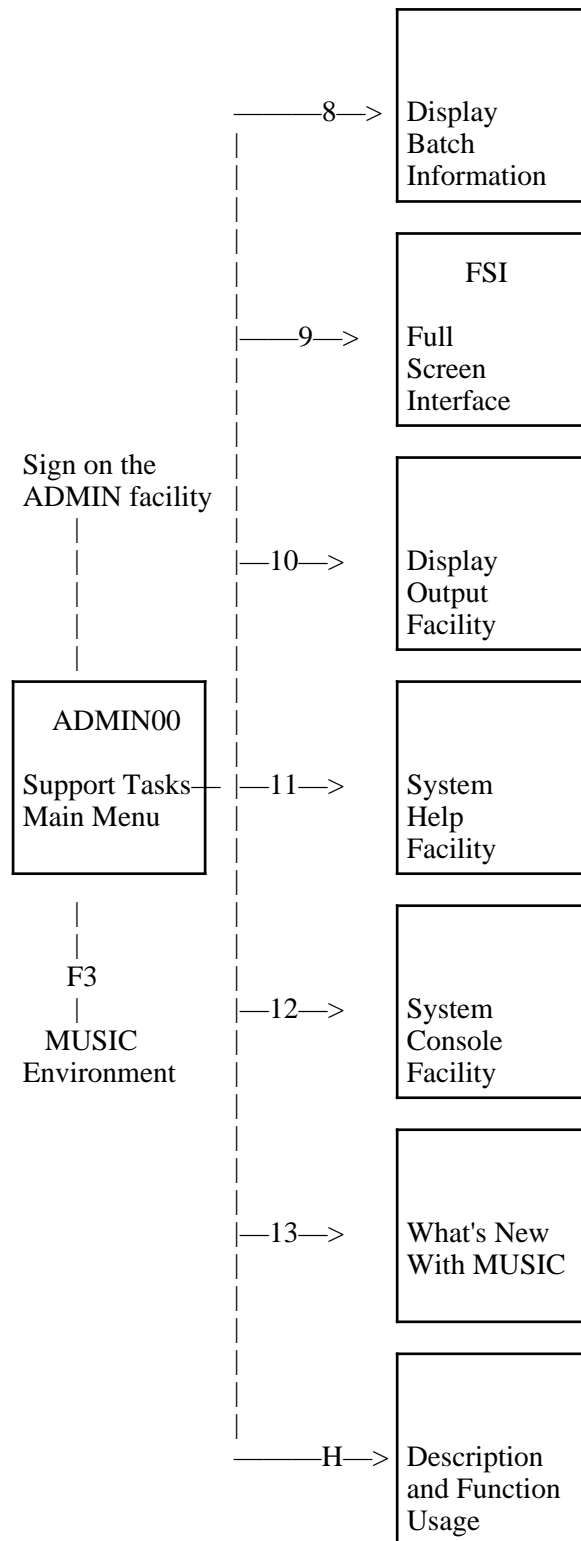 8 Display
Batch
Information
FSI
9 Full
Screen
Interface
Sign on the
ADMIN facility
10 Display
Output
Facility
ADMIN00
Support Tasks
Main Menu
11 System
Help
Facility
F3
MUSIC
Environment
12 System
Console
Facility
13 What's New
With MUSIC
H Description
and Function
Usage